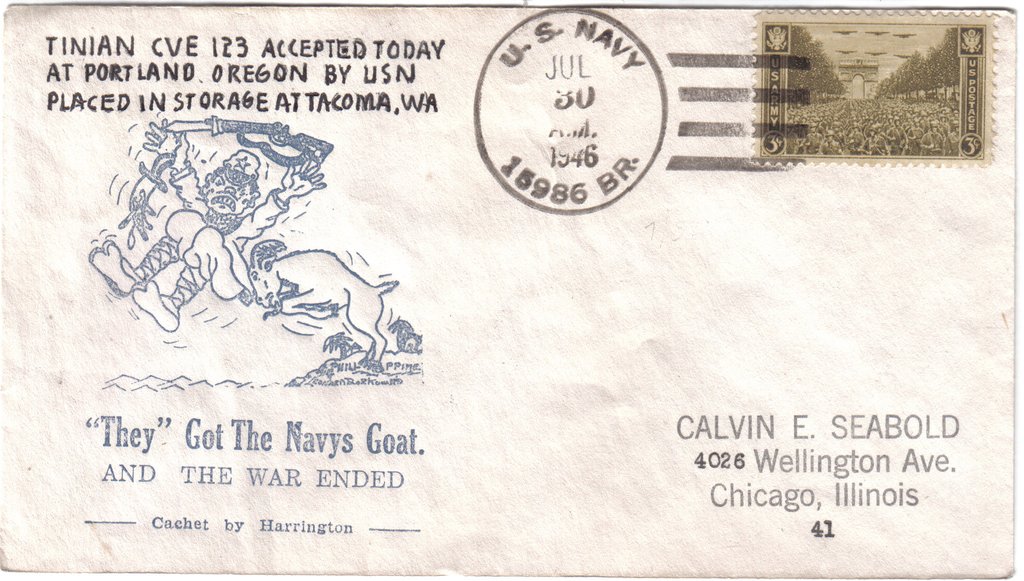 TINIAN CVE 123 ACCEPTED TODAY
AT PORTLAND. OREGON BY USN
PLACED IN STORAGE AT TACOMA, WA
U. S. NAVY
JUL
30
A.M.
1946
15986 BR.
U S ARMY
3¢
US POSTAGE
3¢
PHILIPPINE
"They" Got The Navys Goat.
AND THE WAR ENDED
Cachet by Harrington
CALVIN E. SEABOLD
4026 Wellington Ave.
Chicago, Illinois
41